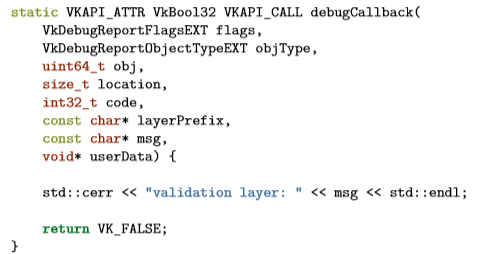 static VKAPI_ATTR VkBool32 VKAPI_CALL debugCallback(
    VkDebugReportFlagsEXT flags,
    VkDebugReportObjectTypeEXT objType,
    uint64_t obj,
    size_t location,
    int32_t code,
    const char* layerPrefix,
    const char* msg,
    void* userData) {

    std::cerr << "validation layer: " << msg << std::endl;

    return VK_FALSE;
}